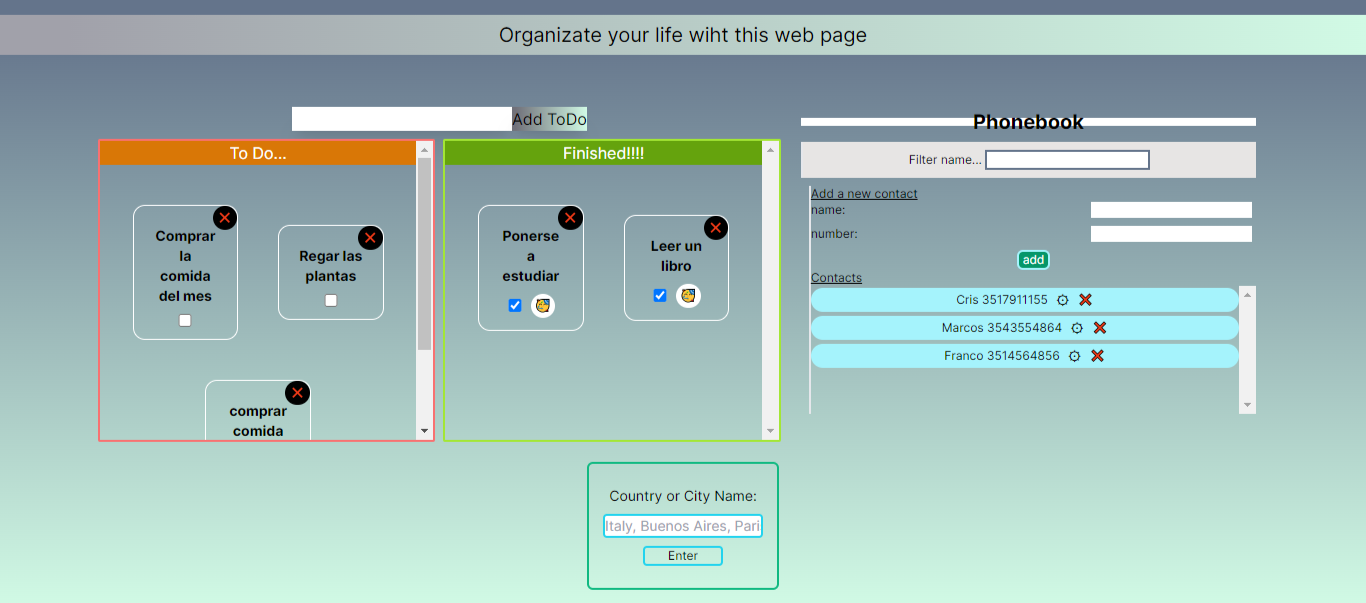 Organizate your life wiht this web page
Add ToDo
To Do...
Comprar
la
comida
del mes
Regar las
plantas
comprar
comida
Finished!!!!
Ponerse
a
estudiar
Leer un
libro
Phonebook
Filter name...
Add a new contact
name:
number:
add
Contacts
Cris 3517911155
Marcos 3543554864
Franco 3514564856
Country or City Name:
Italy, Buenos Aires, Pari
Enter